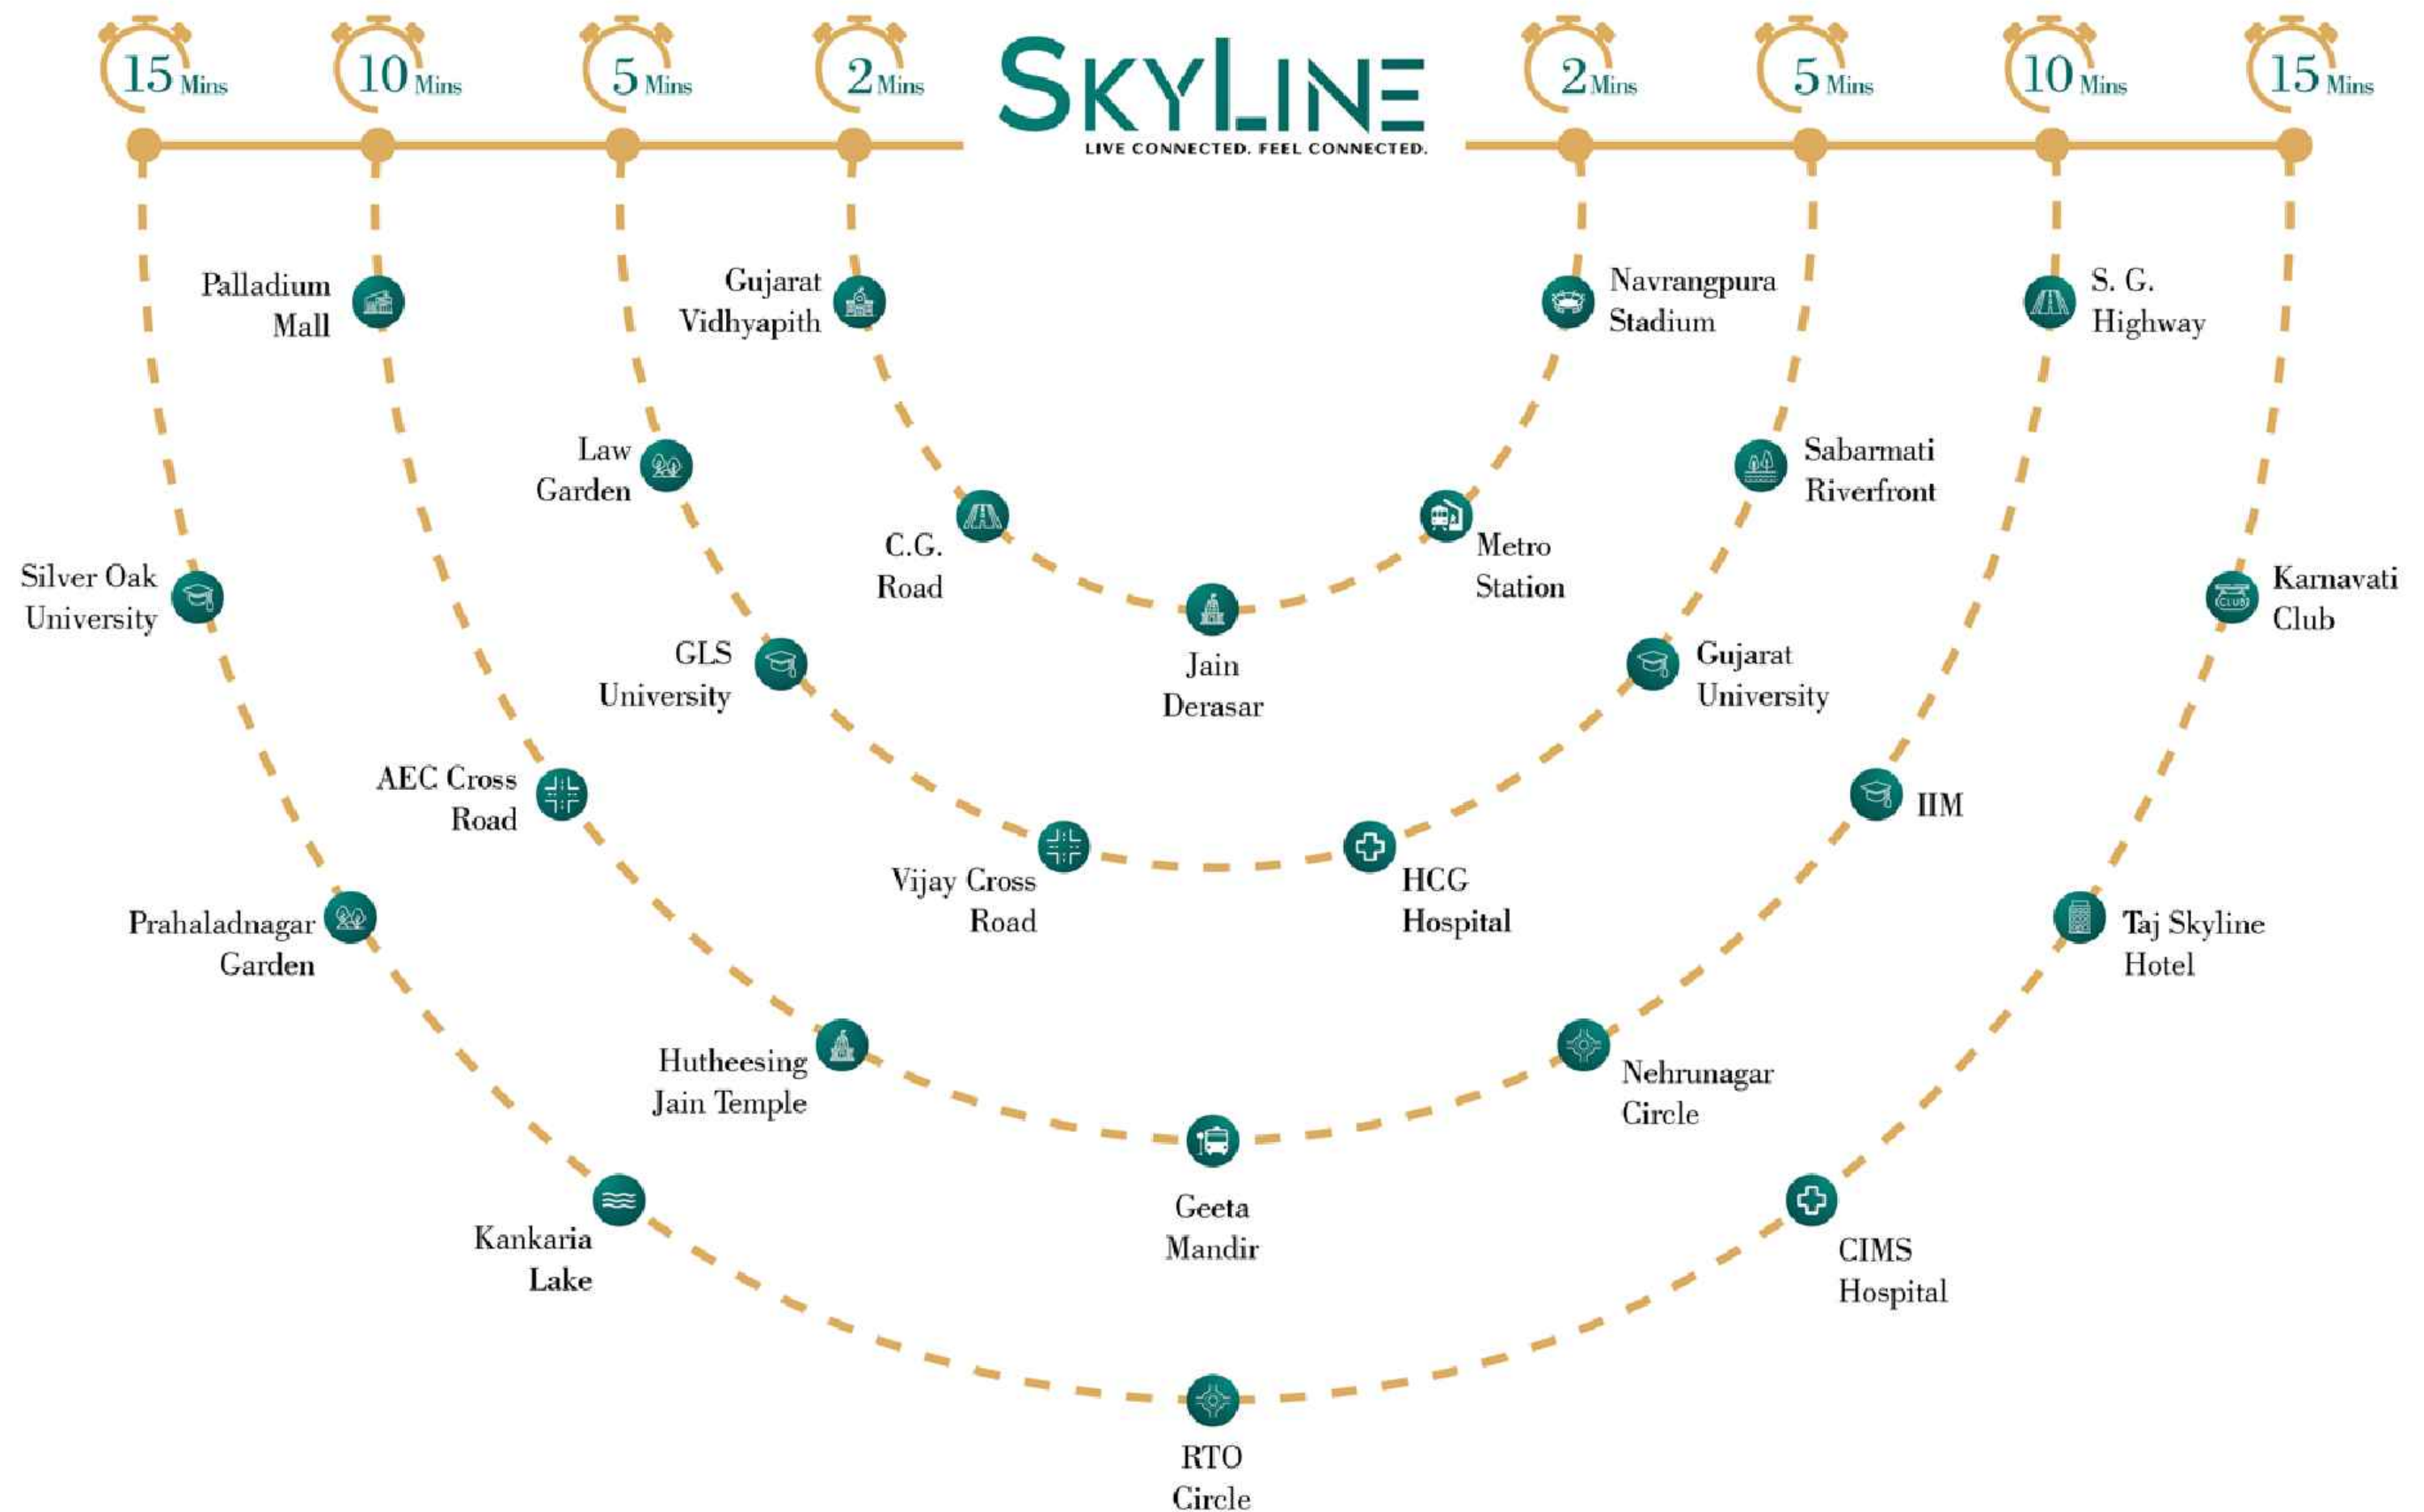 15 Mins
10 Mins
5 Mins
2 Mins
SKYLINE
LIVE CONNECTED. FEEL CONNECTED.
2 Mins
5 Mins
10 Mins
15 Mins
Palladium
Mall
Gujarat
Vidhyapith
Navrangpura
Stadium
S. G.
Highway
Law
Garden
Sabarmati
Riverfront
C.G.
Road
Metro
Station
Silver Oak
University
Karnavati
Club
CLUB
GLS
University
Jain
Derasar
Gujarat
University
AEC Cross
Road
IIM
Vijay Cross
Road
HCG
Hospital
Prahaladnagar
Garden
Taj Skyline
Hotel
Hutheesing
Jain Temple
Nehrunagar
Circle
Geeta
Mandir
Kankaria
Lake
CIMS
Hospital
RTO
Circle